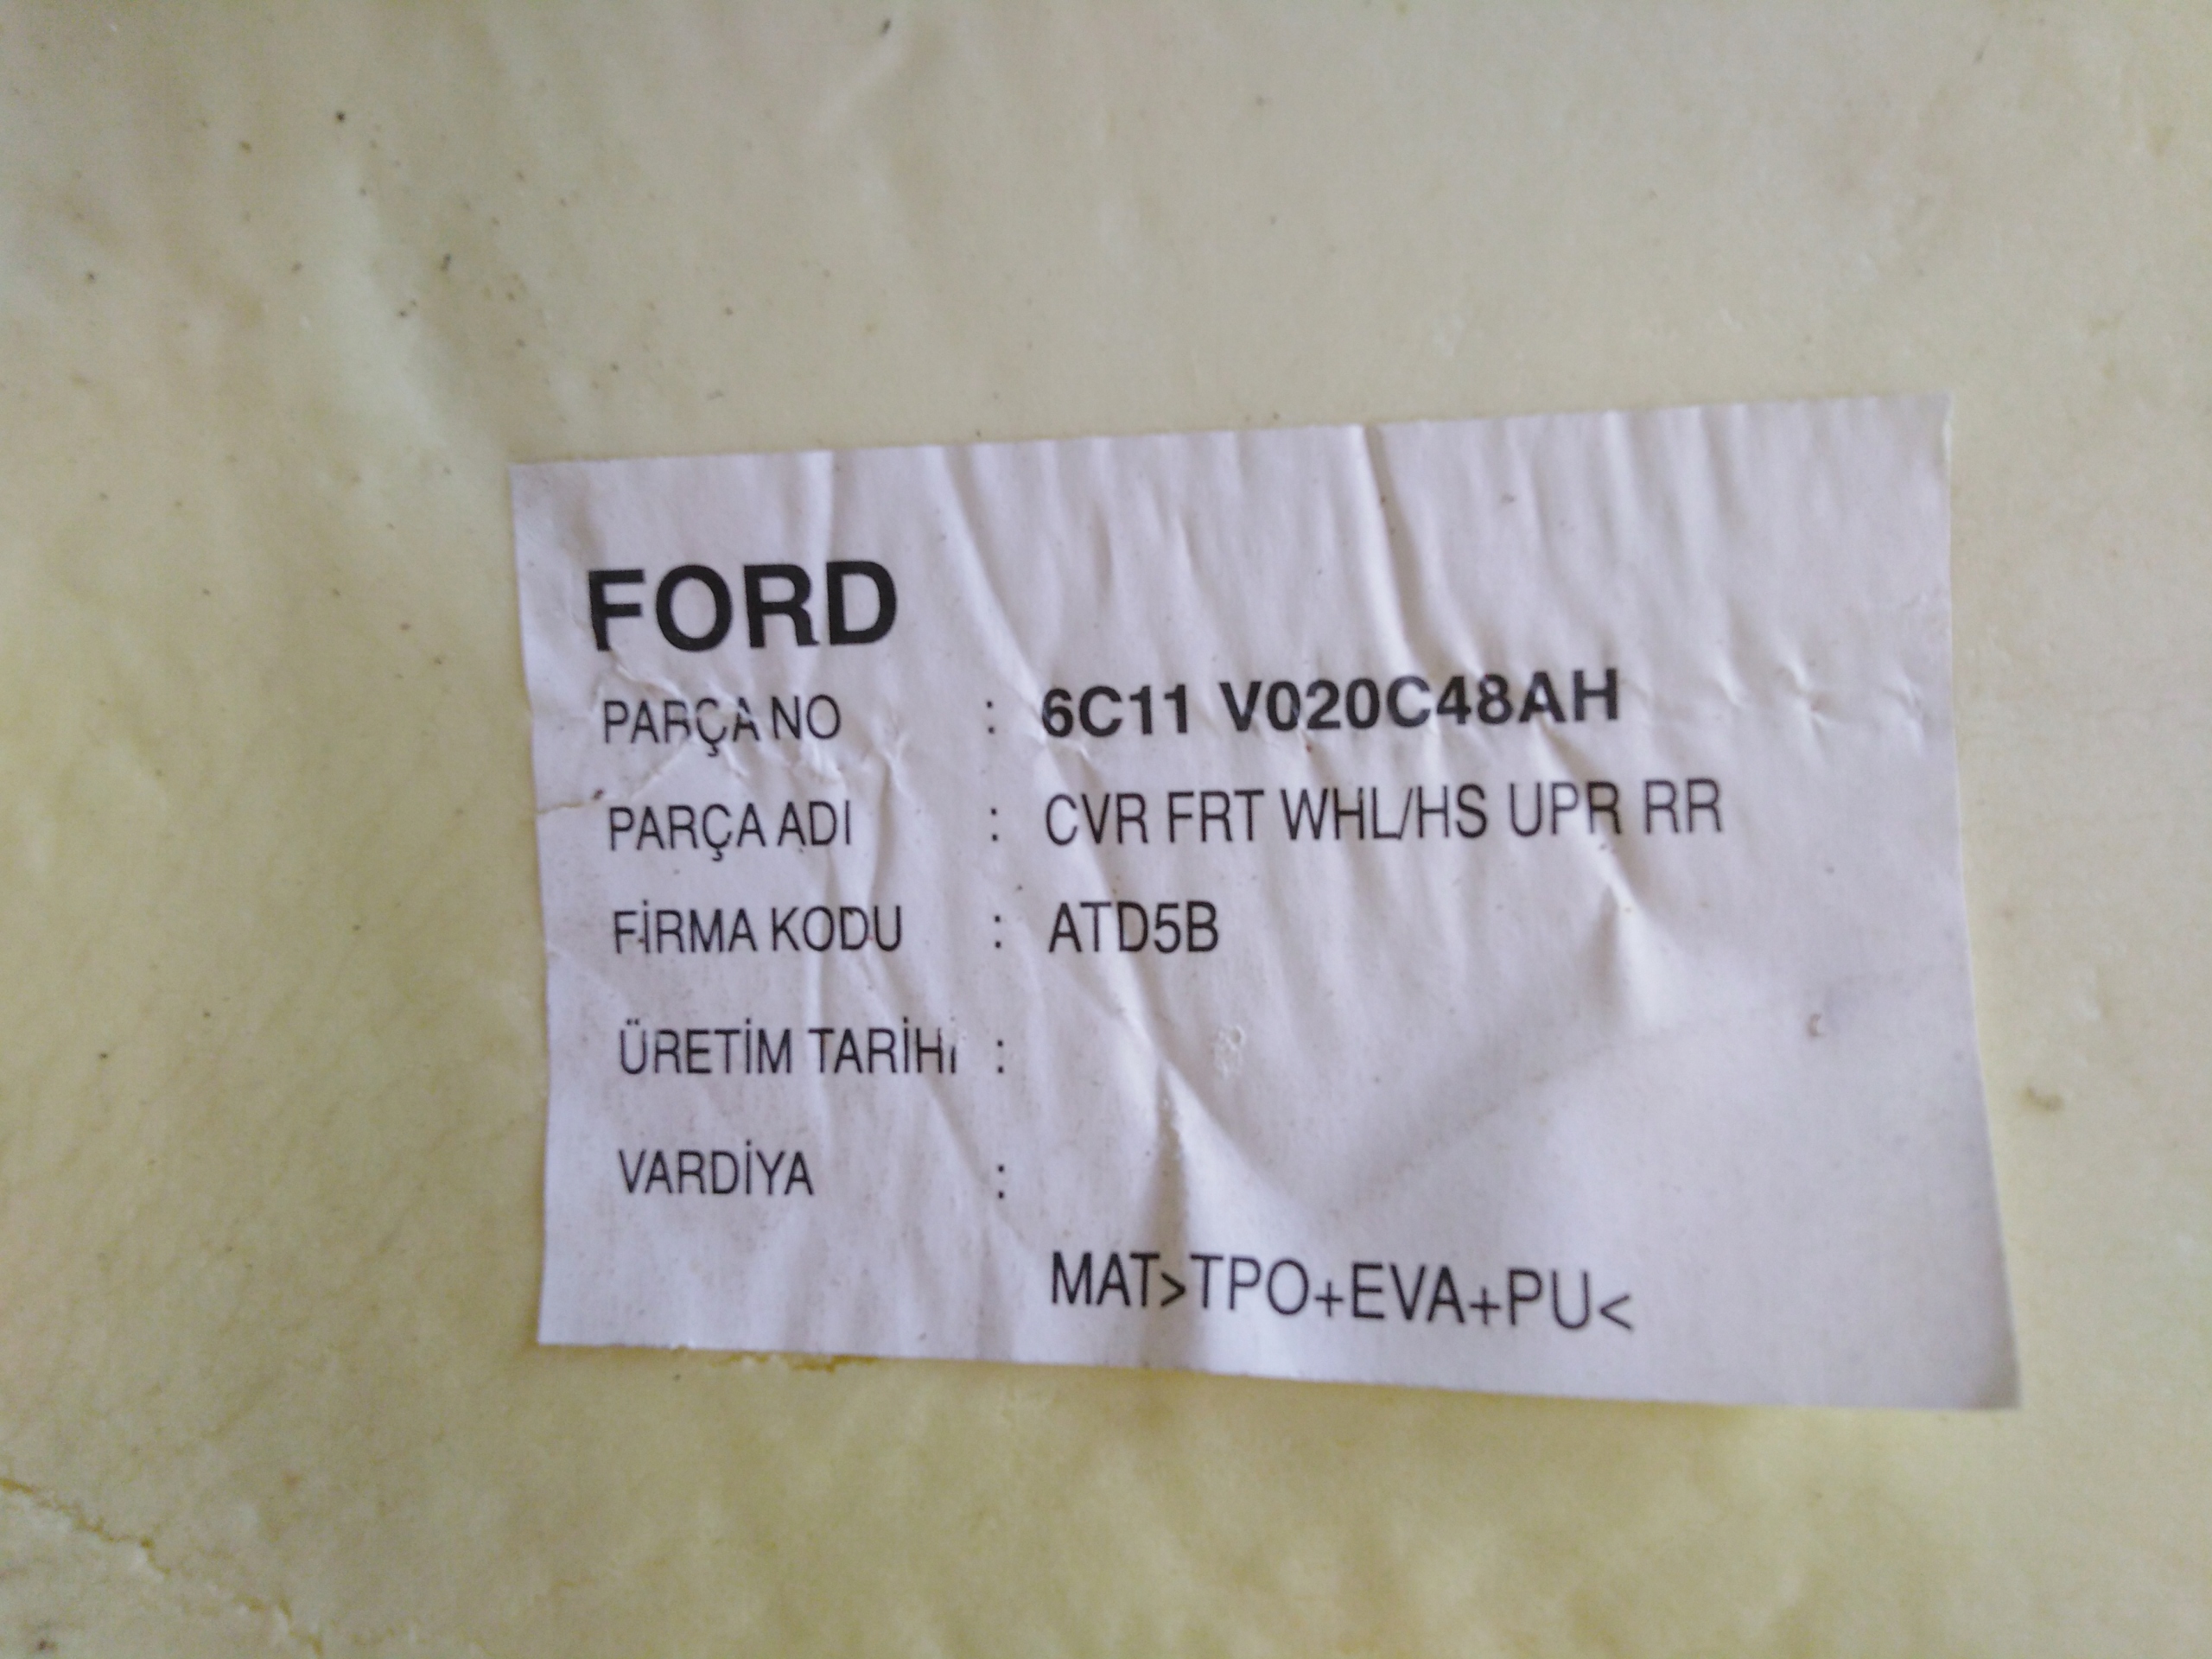 FORD
PARÇA NO : 6C11 V020C48AH
PARÇA ADI : CVR FRT WHL/HS UPR RR
FİRMA KODU : ATD5B
ÜRETİM TARİHİ :
VARDİYA :
MAT>TPO+EVA+PU<